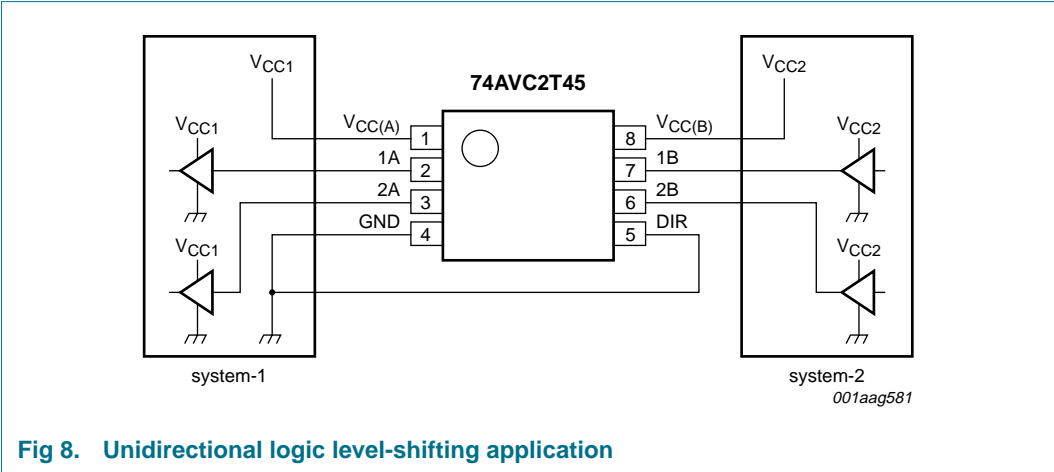 74AVC2T45
VCC1
VCC2
VCC(A)
1
8
VCC(B)
VCC1
1A
2
7
1B
VCC2
2A
3
6
2B
GND
4
5
DIR
VCC1
VCC2
system-1
system-2
001aag581
Fig 8. Unidirectional logic level-shifting application